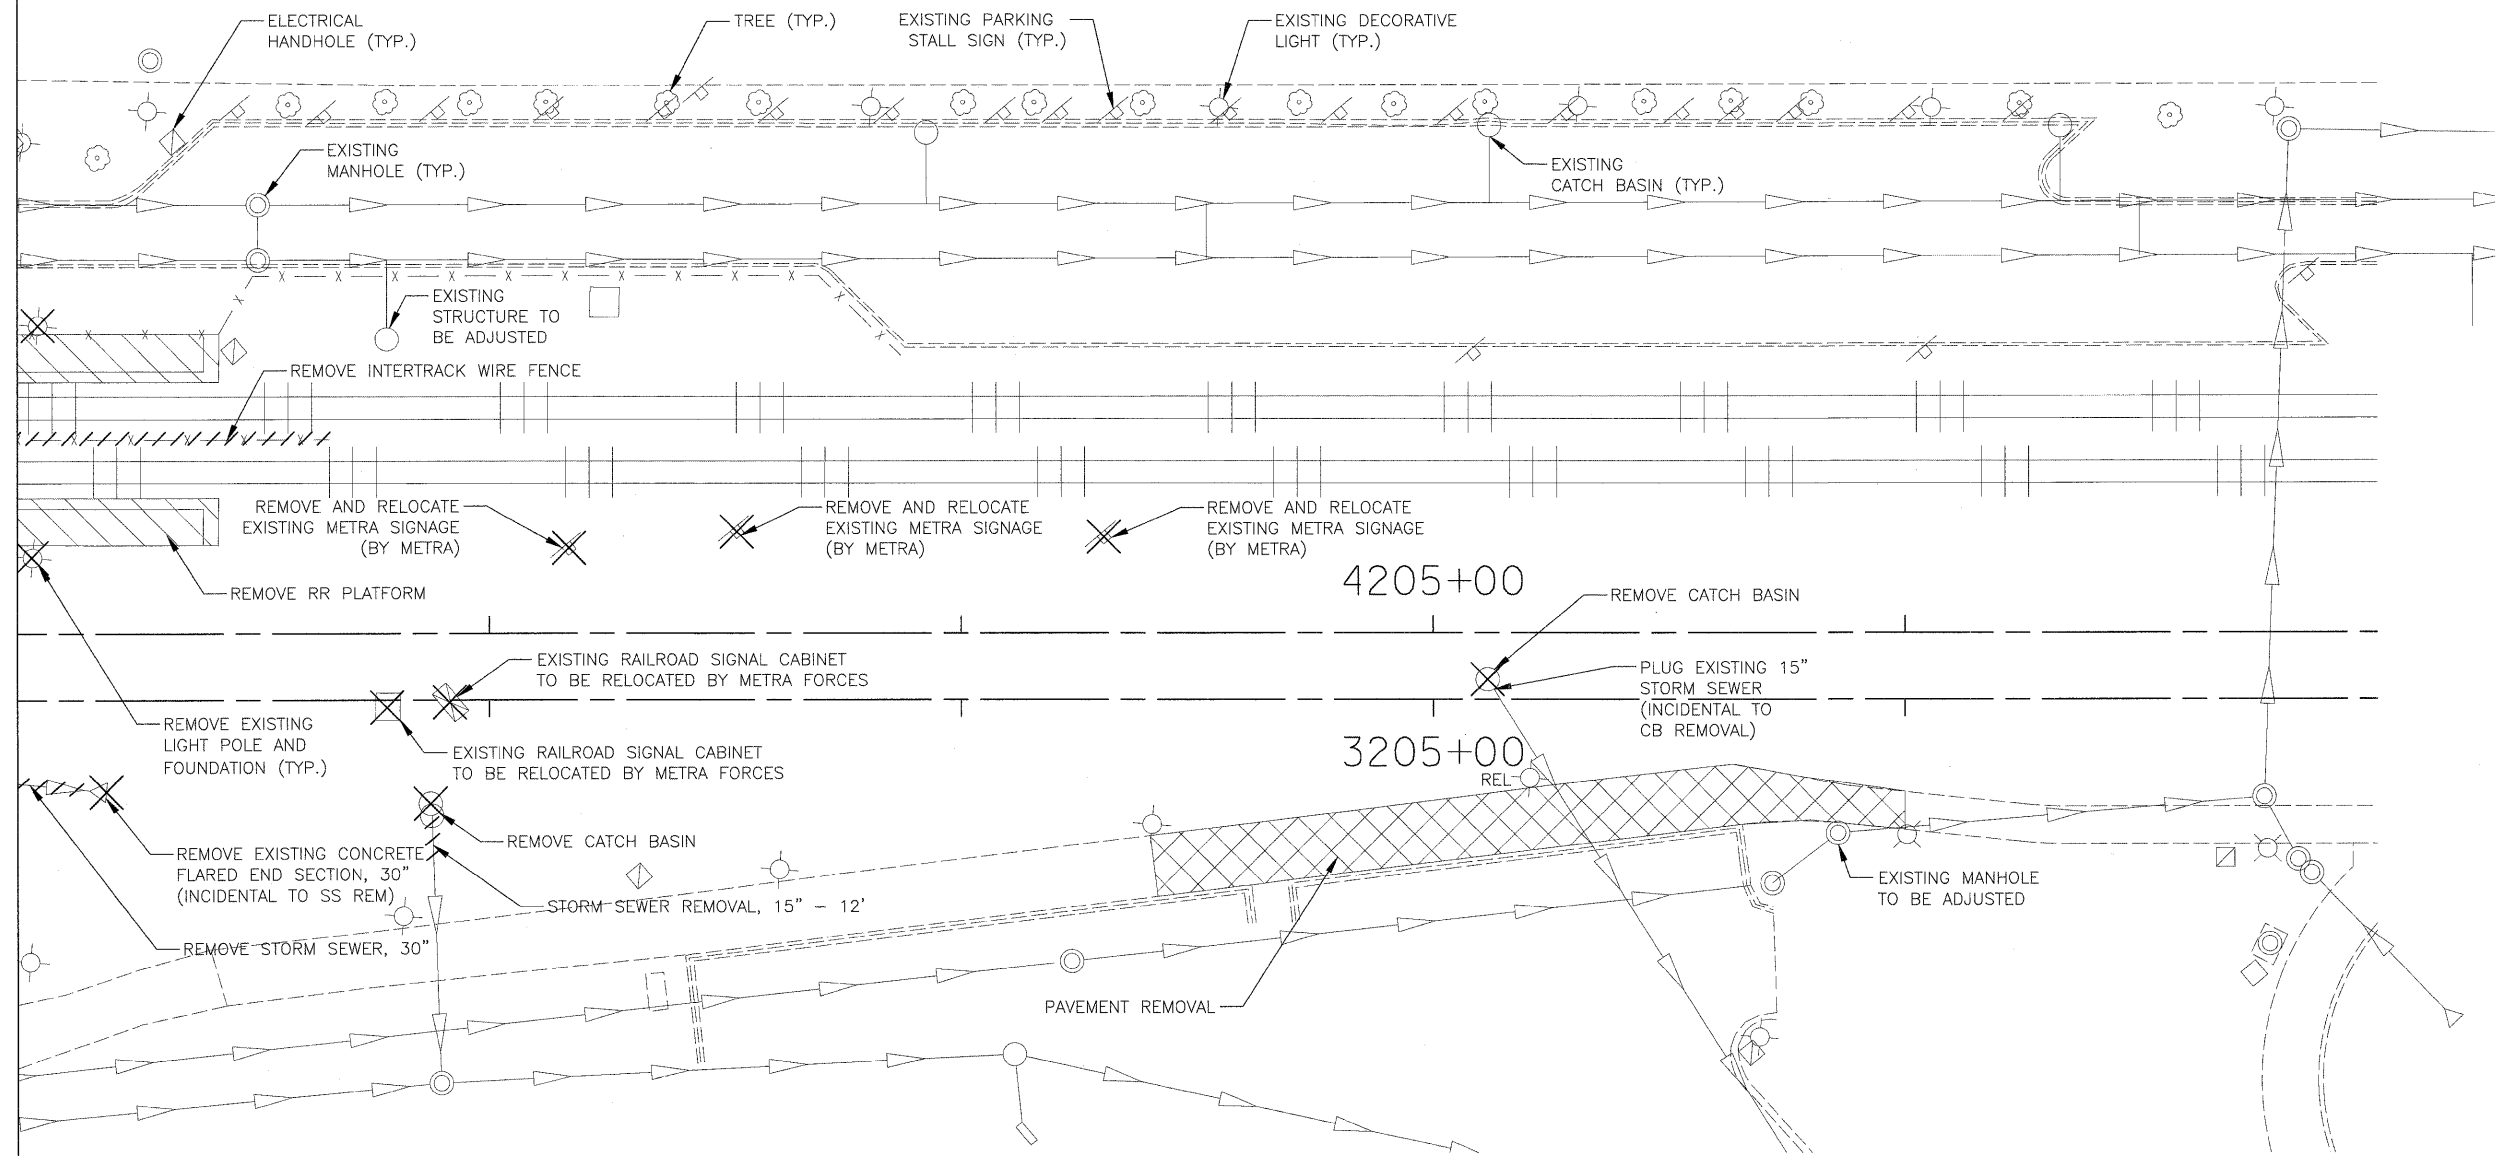 ELECTRICAL
HANDHOLE (TYP.)
TREE (TYP.)
EXISTING PARKING
STALL SIGN (TYP.)
EXISTING DECORATIVE
LIGHT (TYP.)
EXISTING
MANHOLE (TYP.)
EXISTING
CATCH BASIN (TYP.)
EXISTING
STRUCTURE TO
BE ADJUSTED
REMOVE INTERTRACK WIRE FENCE
REMOVE AND RELOCATE
EXISTING METRA SIGNAGE
(BY METRA)
REMOVE AND RELOCATE
EXISTING METRA SIGNAGE
(BY METRA)
REMOVE AND RELOCATE
EXISTING METRA SIGNAGE
(BY METRA)
REMOVE RR PLATFORM
4205+00
REMOVE CATCH BASIN
EXISTING RAILROAD SIGNAL CABINET
TO BE RELOCATED BY METRA FORCES
PLUG EXISTING 15"
STORM SEWER
(INCIDENTAL TO
CB REMOVAL)
REMOVE EXISTING
LIGHT POLE AND
FOUNDATION (TYP.)
EXISTING RAILROAD SIGNAL CABINET
TO BE RELOCATED BY METRA FORCES
3205+00
REL
REMOVE CATCH BASIN
REMOVE EXISTING CONCRETE
FLARED END SECTION, 30"
(INCIDENTAL TO SS REM)
EXISTING MANHOLE
TO BE ADJUSTED
STORM SEWER REMOVAL, 15" - 12'
REMOVE STORM SEWER, 30"
PAVEMENT REMOVAL